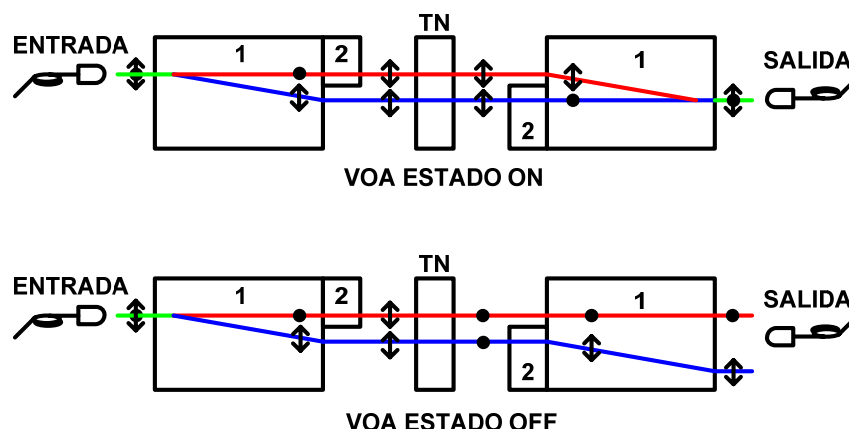 TN
ENTRADA 1 2 1 SALIDA
2
VOA ESTADO ON
TN
ENTRADA 1 2 1 SALIDA
2
VOA ESTADO OFF